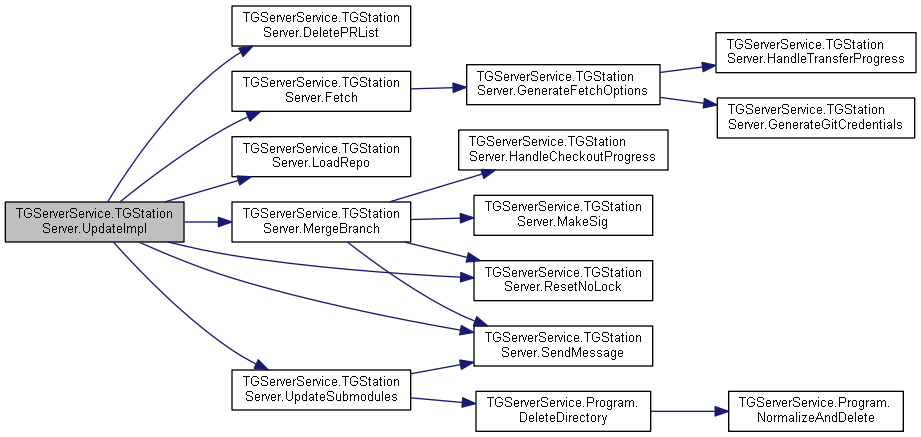 TGServerService.TGStation
Server.DeletePRList
TGServerService.TGStation
Server.Fetch
TGServerService.TGStation
Server.GenerateFetchOptions
TGServerService.TGStation
Server.HandleTransferProgress
TGServerService.TGStation
Server.GenerateGitCredentials
TGServerService.TGStation
Server.LoadRepo
TGServerService.TGStation
Server.HandleCheckoutProgress
TGServerService.TGStation
Server.UpdateImpl
TGServerService.TGStation
Server.MergeBranch
TGServerService.TGStation
Server.MakeSig
TGServerService.TGStation
Server.ResetNoLock
TGServerService.TGStation
Server.SendMessage
TGServerService.TGStation
Server.UpdateSubmodules
TGServerService.Program.
DeleteDirectory
TGServerService.Program.
NormalizeAndDelete